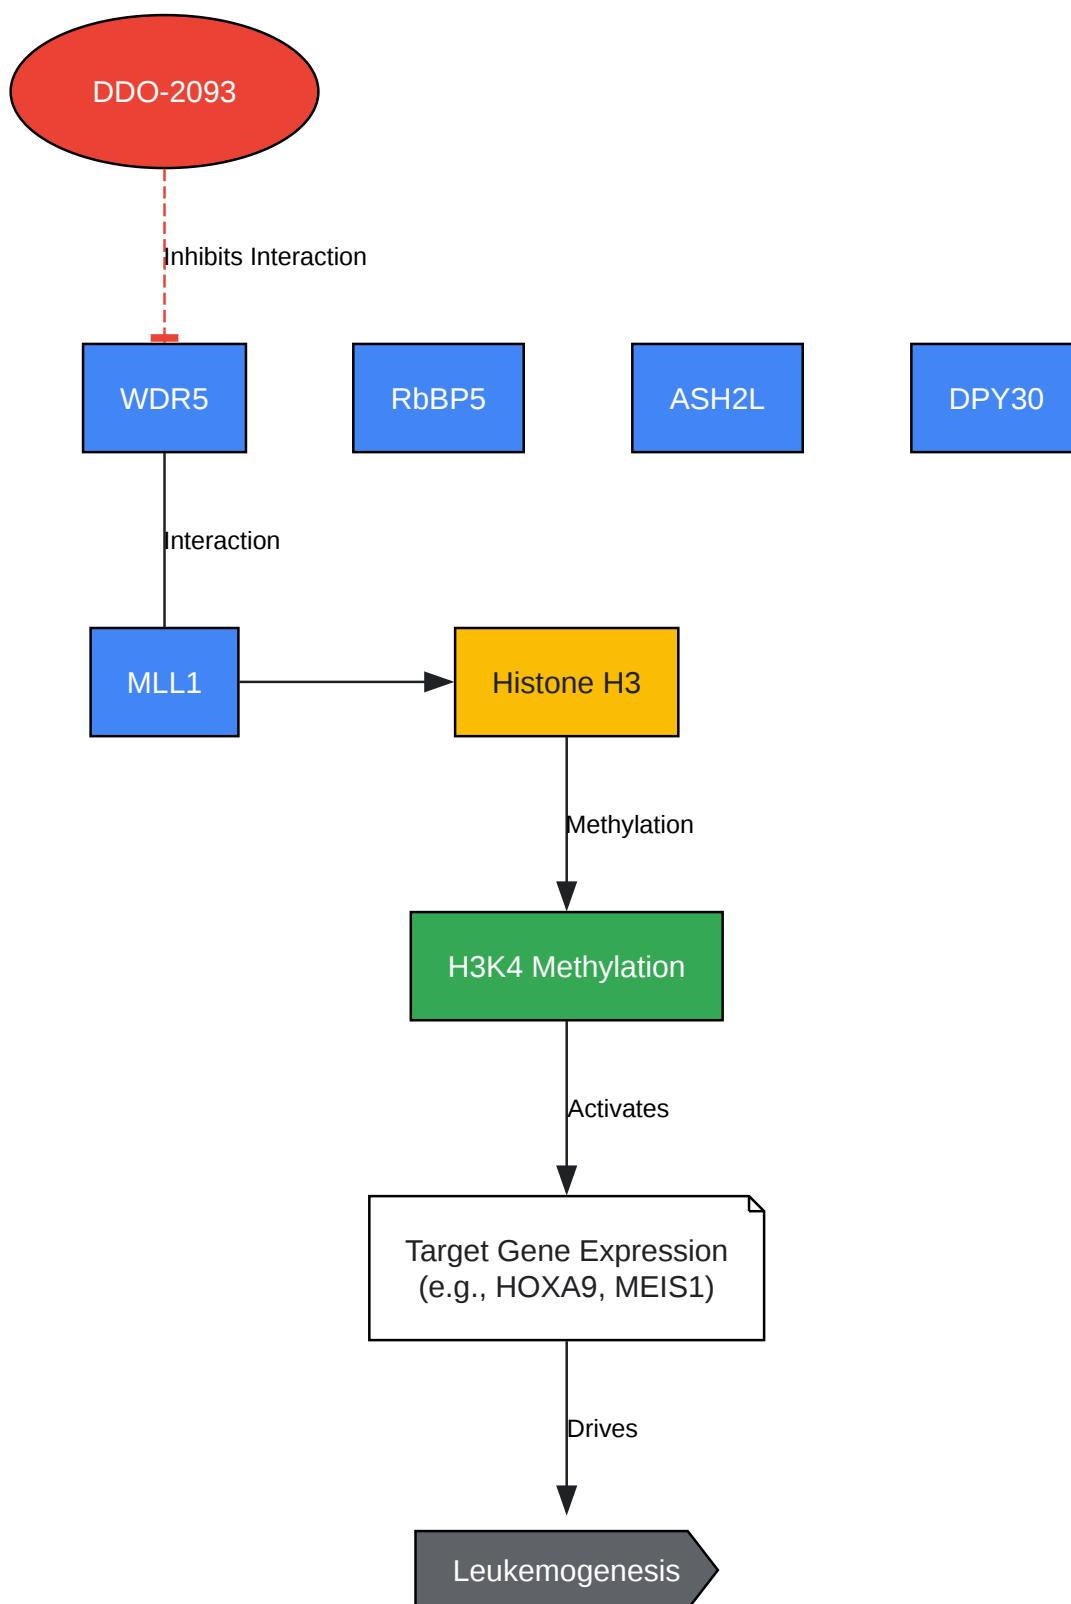 DDO-2093
Inhibits Interaction
WDR5
RbBP5
ASH2L
DPY30
Interaction
MLL1
Histone H3
Methylation
H3K4 Methylation
Activates
Target Gene Expression
(e.g., HOXA9, MEIS1)
Drives
Leukemogenesis